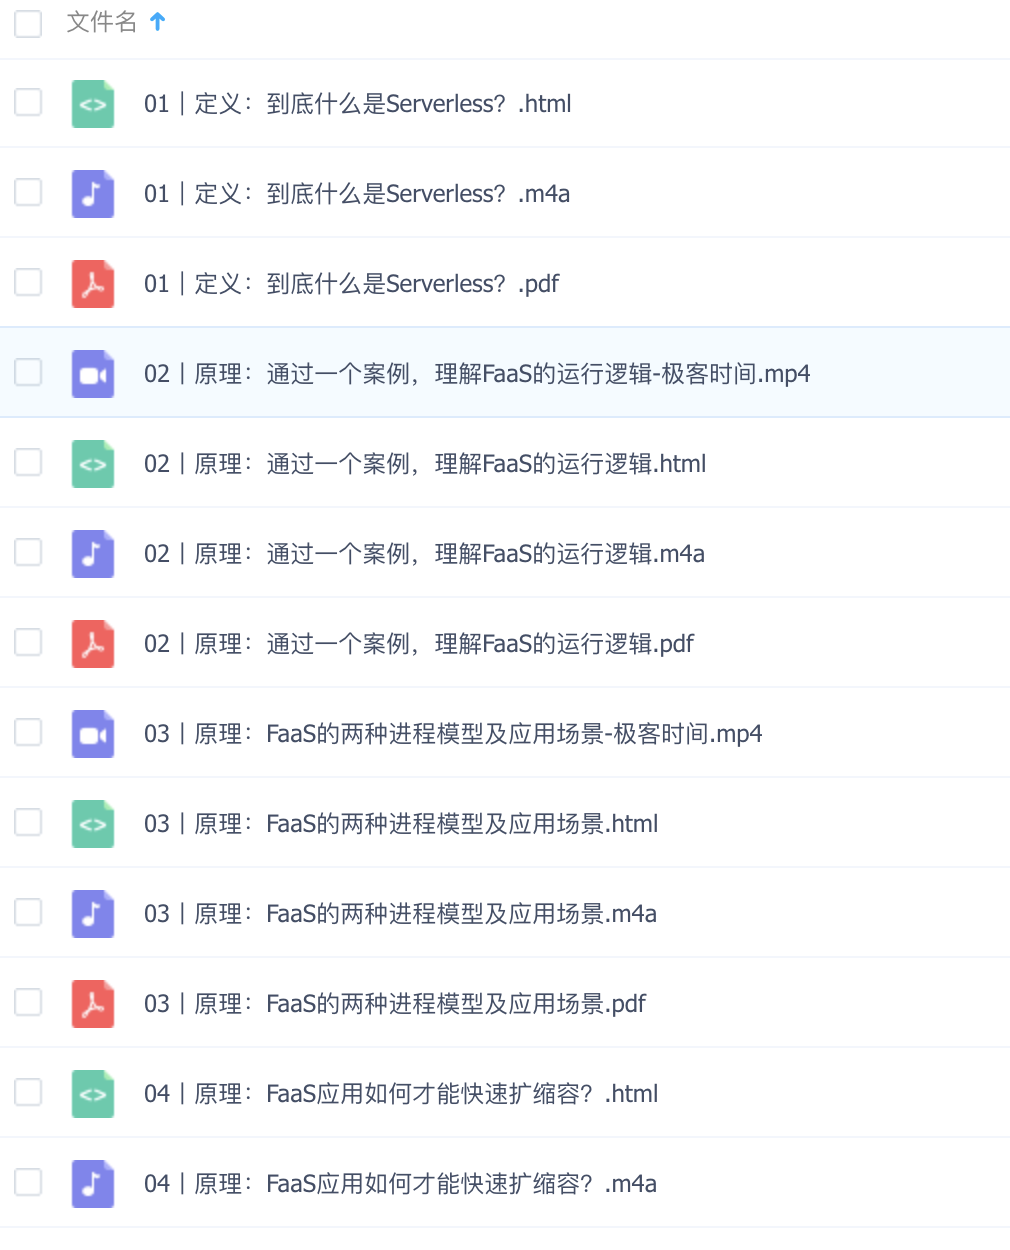 文件名
01｜定义：到底什么是Serverless？.html
01｜定义：到底什么是Serverless？.m4a
01｜定义：到底什么是Serverless？.pdf
02｜原理：通过一个案例，理解FaaS的运行逻辑-极客时间.mp4
02｜原理：通过一个案例，理解FaaS的运行逻辑.html
02｜原理：通过一个案例，理解FaaS的运行逻辑.m4a
02｜原理：通过一个案例，理解FaaS的运行逻辑.pdf
03｜原理：FaaS的两种进程模型及应用场景-极客时间.mp4
03｜原理：FaaS的两种进程模型及应用场景.html
03｜原理：FaaS的两种进程模型及应用场景.m4a
03｜原理：FaaS的两种进程模型及应用场景.pdf
04｜原理：FaaS应用如何才能快速扩缩容？.html
04｜原理：FaaS应用如何才能快速扩缩容？.m4a